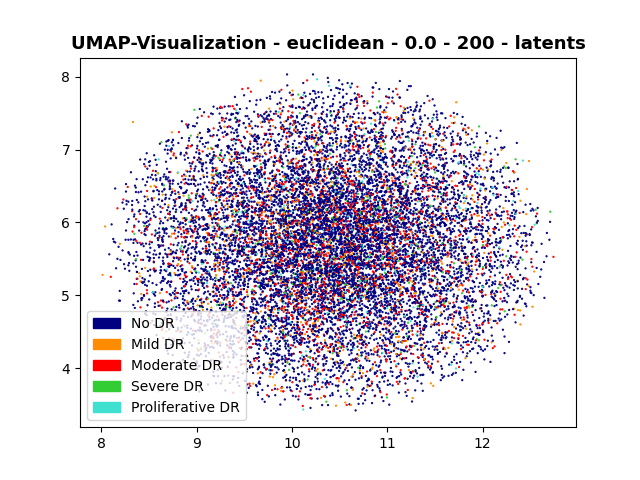 UMAP-Visualization - euclidean - 0.0 - 200 - latents
8
7
6
5
4
No DR
Mild DR
Moderate DR
Severe DR
Proliferative DR
8 9 10 11 12